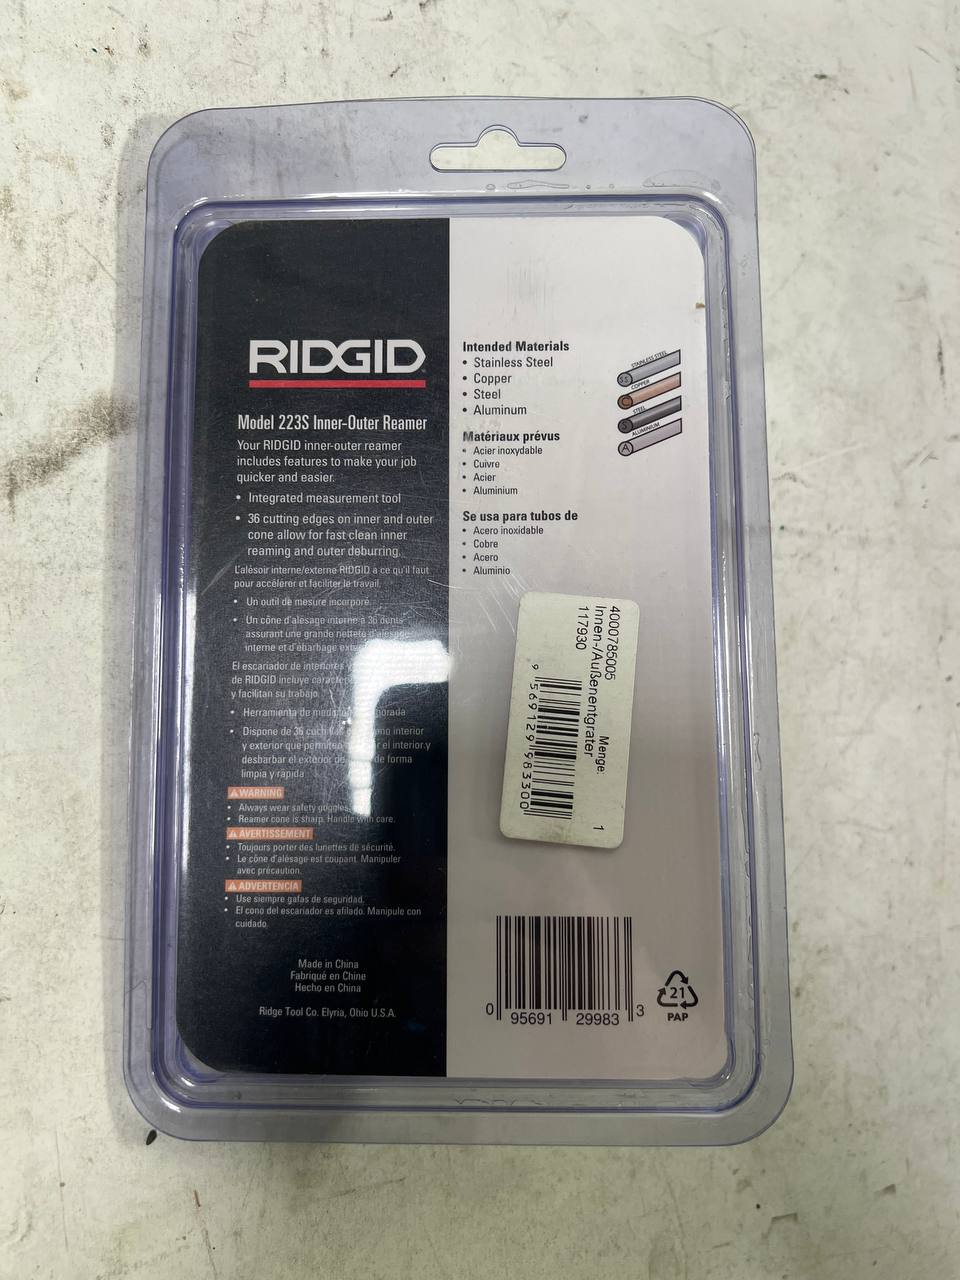 RIDGID
Model 223S Inner-Outer Reamer
Your RIDGID inner-outer reamer
includes features to make your job
quicker and easier.
• Integrated measurement tool
• 36 cutting edges on inner and outer
cone allow for fast clean inner
reaming and outer deburring.
L'alésoir interne/externe RIDGID a ce qu'il faut
pour accélérer et faciliter le travail.
• Un outil de mesure incorporé.
• Un cône d'alésage interne à 36 dents
assurant une grande netteté d'alésage
interne et d'ébarbage
El escariador de interiores y
de RIDGID incluye
y facilitan su trabajo.
• Herramienta de
• Dispone de 36 interior
y exterior que el interior y
desbarbar el exterior de forma
limpia y rápida
WARNING
• Always wear safety goggles.
• Reamer cone is sharp. Handle with care.
AVERTISSEMENT
• Toujours porter des lunettes de sécurité.
• Le cône d'alésage est coupant. Manipuler
avec précaution.
ADVERTENCIA
• Use siempre gafas de seguridad.
• El cono del escariador es afilado. Manipule con
cuidado.
Made in China
Fabriqué en Chine
Hecho en China
Ridge Tool Co. Elyria, Ohio U.S.A.
Intended Materials
• Stainless Steel
• Copper
• Steel
• Aluminum
STAINLESS STEEL
SS
COPPER
C
STEEL
S
ALUMINIUM
A
Matériaux prévus
• Acier inoxydable
• Cuivre
• Acier
• Aluminium
Se usa para tubos de
• Acero inoxidable
• Cobre
• Acero
• Aluminio
4000785005
Innen-/Außenentgrater
117930
Menge: 1
9 569129 983300
0 95691 29983 3
21
PAP